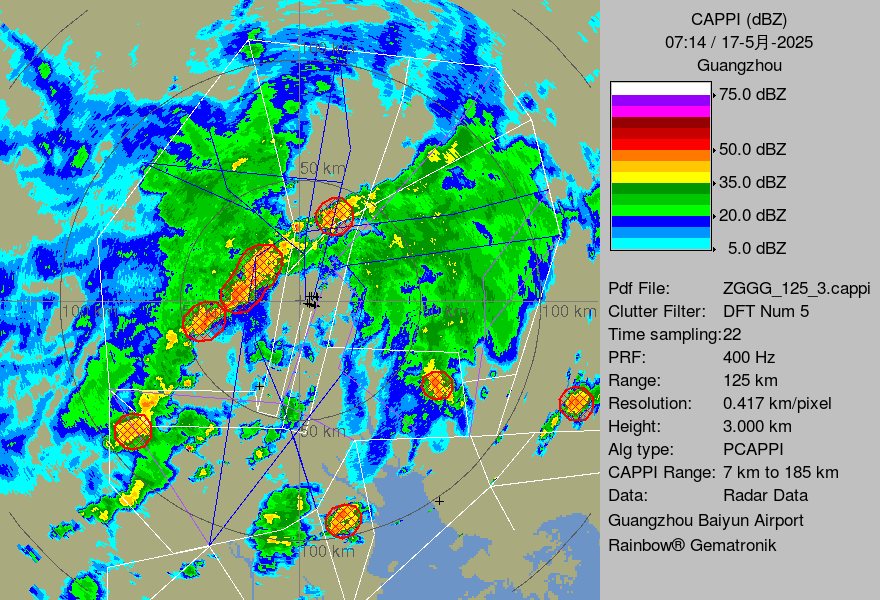 CAPPI (dBZ)
07:14 / 17-5月-2025
Guangzhou
75.0 dBZ
50.0 dBZ
35.0 dBZ
20.0 dBZ
5.0 dBZ
Pdf File: ZGGG_125_3.cappi
Clutter Filter: DFT Num 5
Time sampling:22
PRF: 400 Hz
Range: 125 km
Resolution: 0.417 km/pixel
Height: 3.000 km
Alg type: PCAPPI
CAPPI Range: 7 km to 185 km
Data: Radar Data
Guangzhou Baiyun Airport
Rainbow® Gematronik
100 km
50 km
100 km
50 km
100 km
50 km
100 km